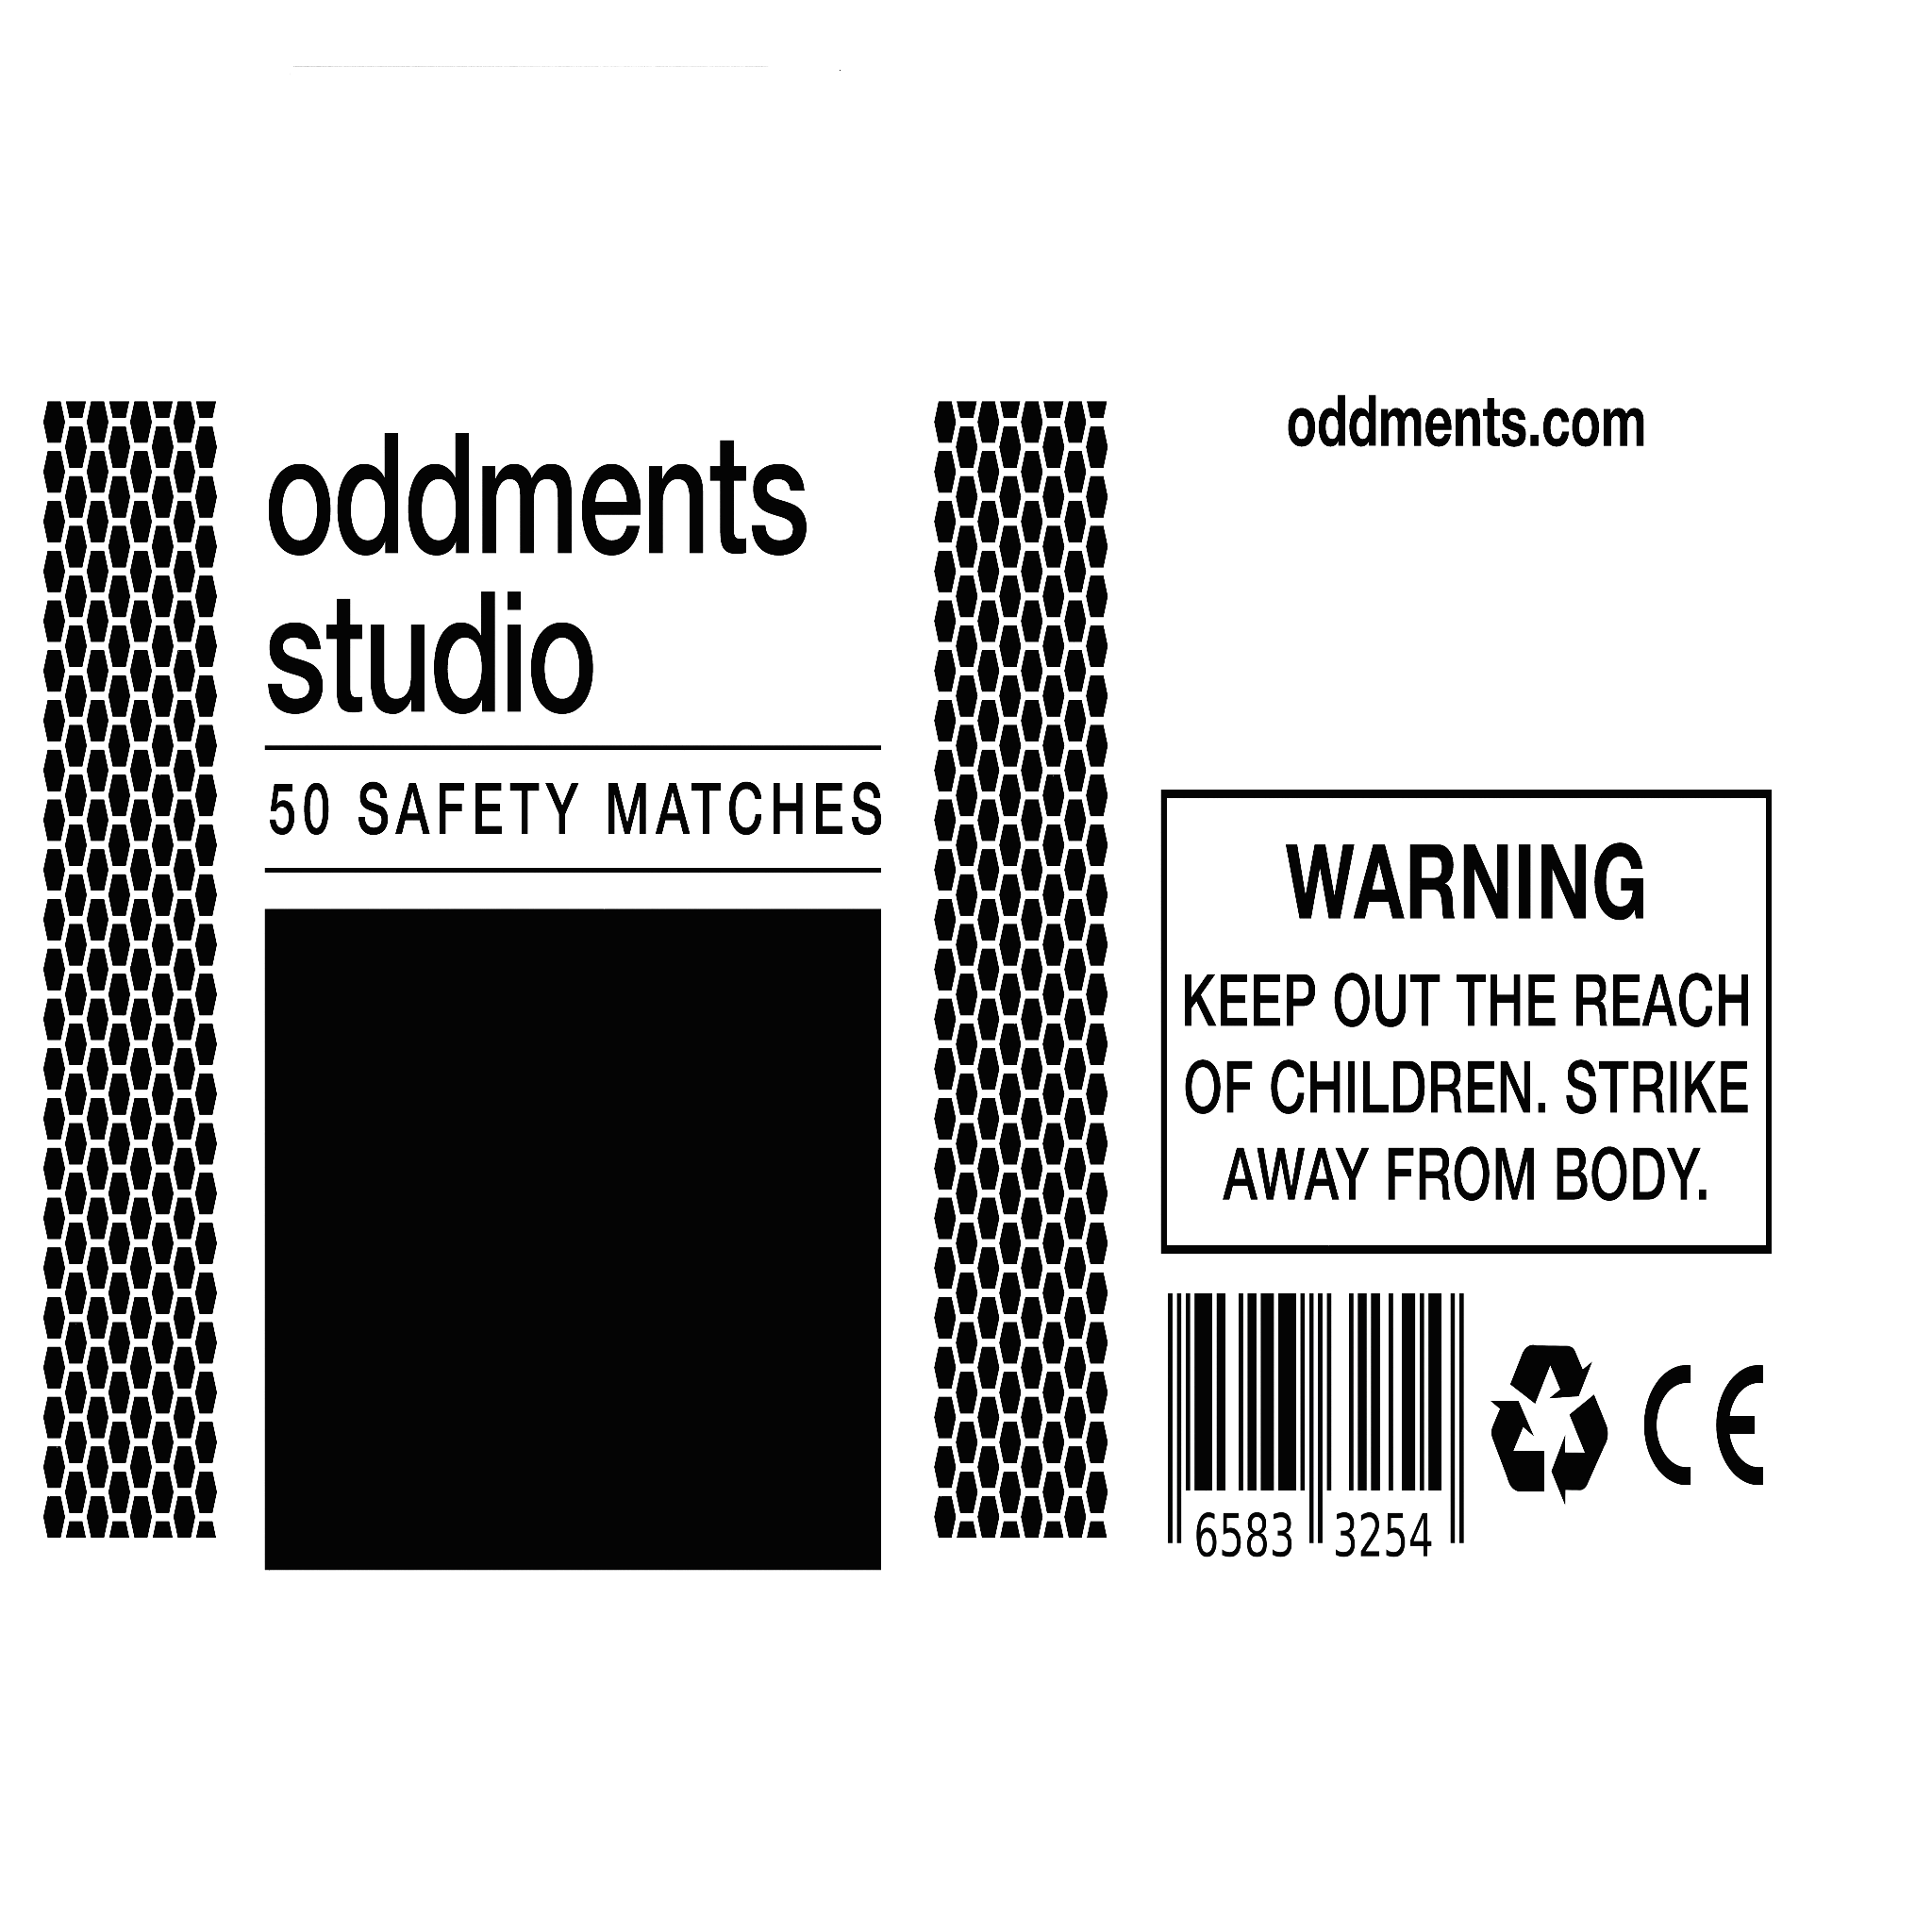 oddments
studio
50 SAFETY MATCHES
oddments.com
WARNING
KEEP OUT THE REACH
OF CHILDREN. STRIKE
AWAY FROM BODY.
6583 3254
CE